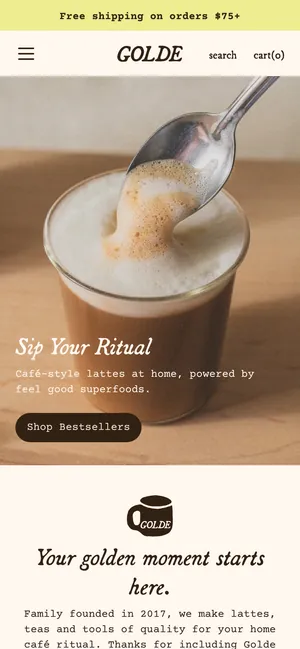 Free shipping on orders $75+
GOLDE
search
cart(0)
Sip Your Ritual
Café-style lattes at home, powered by
feel good superfoods.
Shop Bestsellers
GOLDE
Your golden moment starts
here.
Family founded in 2017, we make lattes,
teas and tools of quality for your home
café ritual. Thanks for including Golde